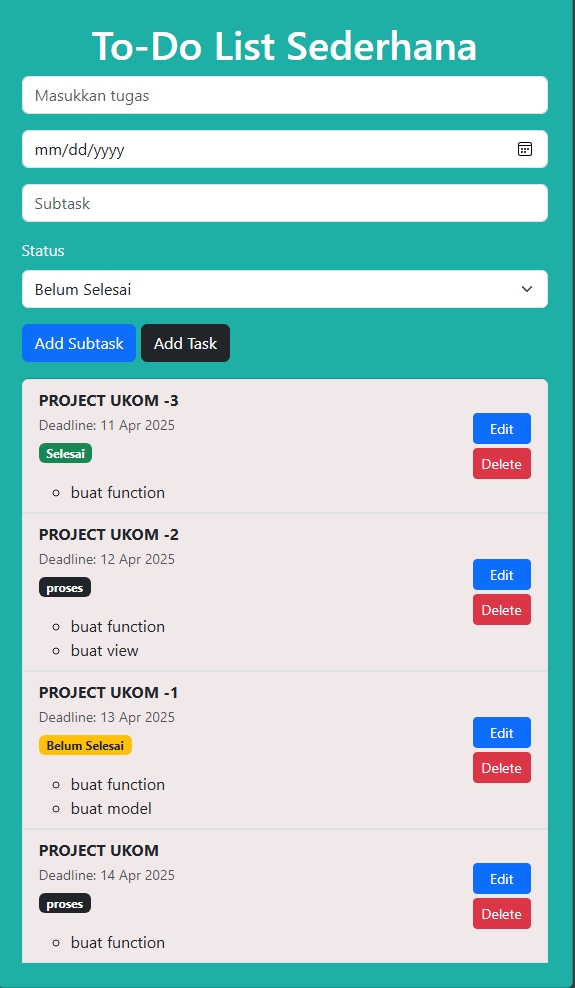 To-Do List Sederhana
Masukkan tugas
mm/dd/yyyy
Subtask
Status
Belum Selesai
Add Subtask Add Task
PROJECT UKOM -3
Deadline: 11 Apr 2025
Edit
Selesai
Delete
buat function
PROJECT UKOM -2
Deadline: 12 Apr 2025
Edit
proses
Delete
buat function
buat view
PROJECT UKOM -1
Deadline: 13 Apr 2025
Edit
Belum Selesai
Delete
buat function
buat model
PROJECT UKOM
Deadline: 14 Apr 2025
Edit
proses
Delete
buat function